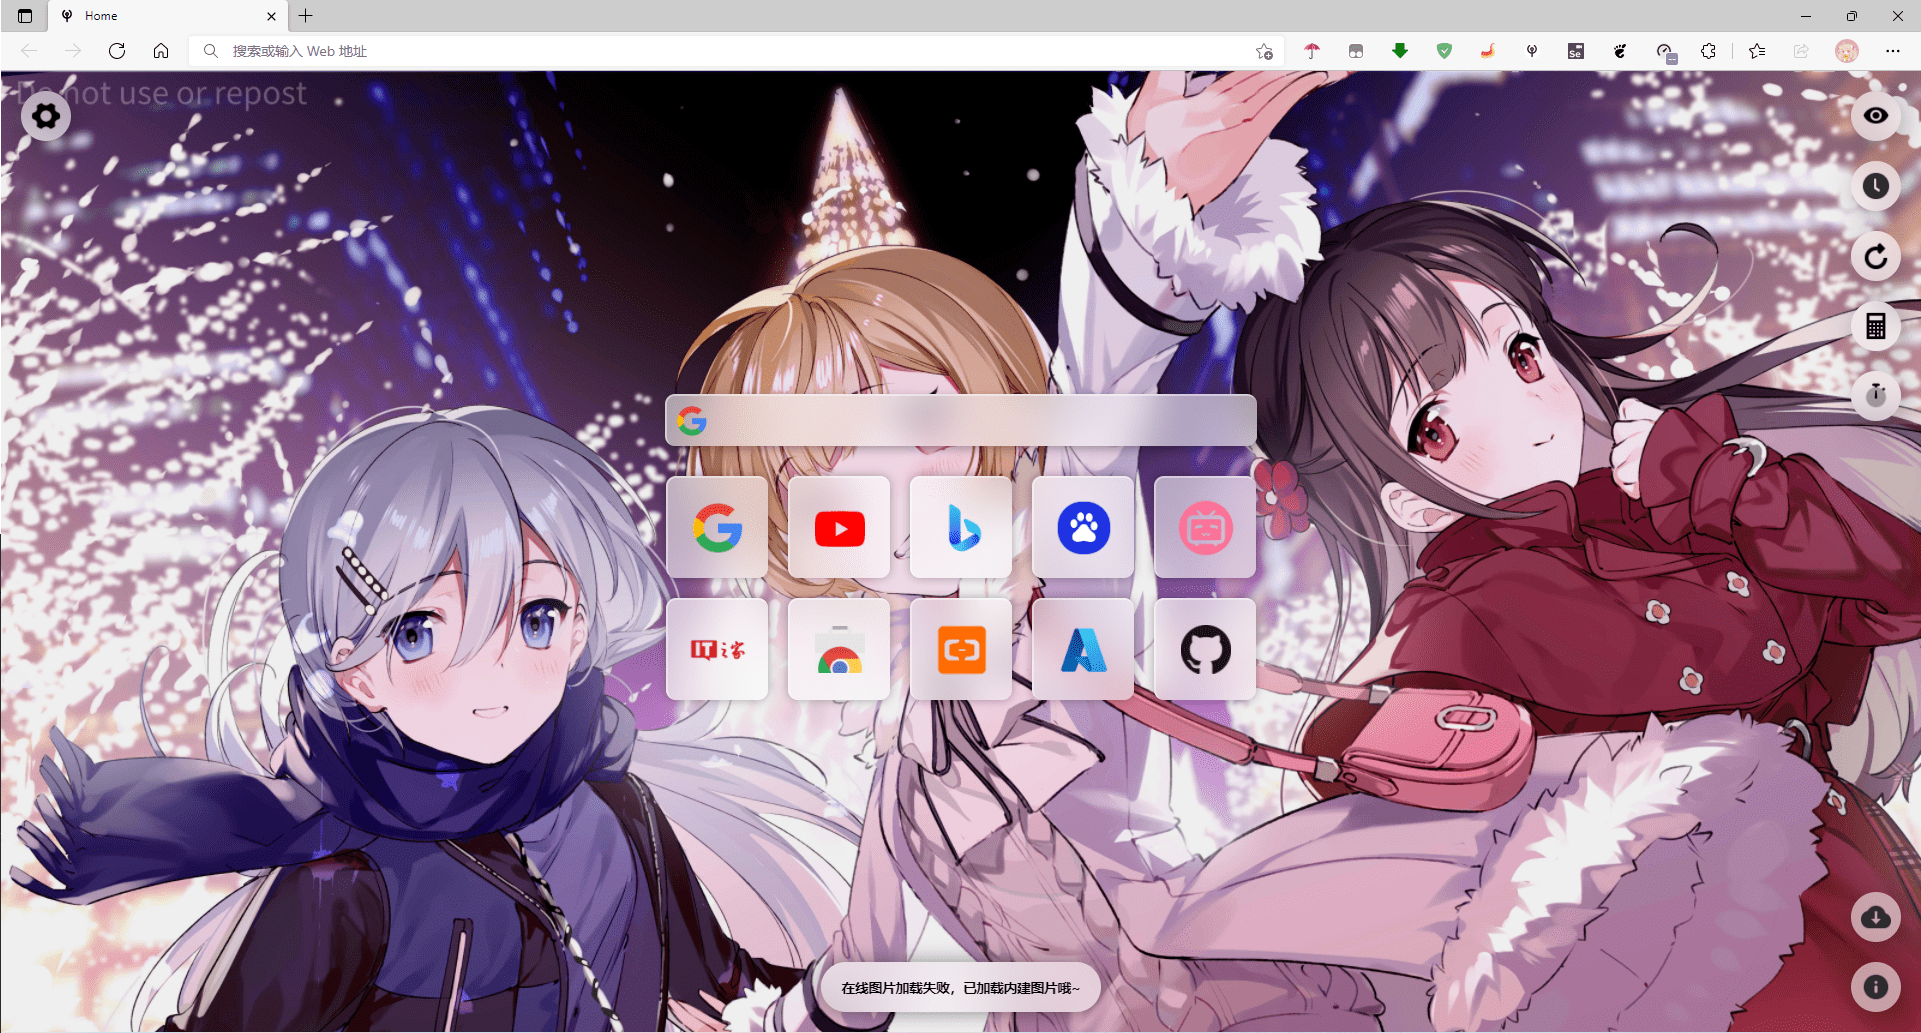 Home
搜索或输入 Web 地址
Se
Do not use or repost
IT之家
在线图片加载失败，已加载内建图片哦~